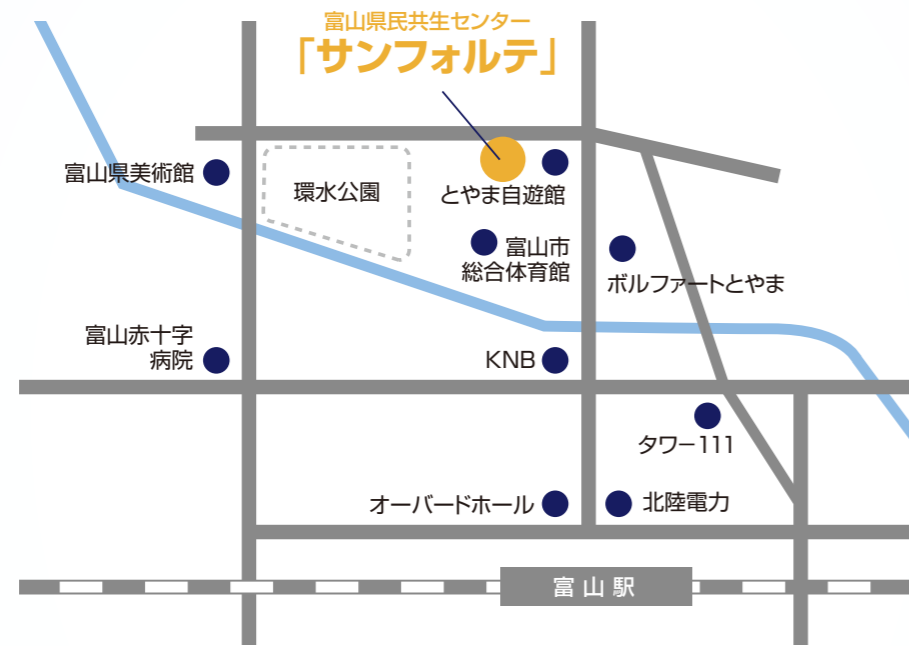 富山県民共生センター
「サンフォルテ」
富山県美術館
環水公園
とやま自遊館
富山市
総合体育館
ボルファートとやま
富山赤十字
病院
KNB
タワー111
オーバードホール
北陸電力
富山駅